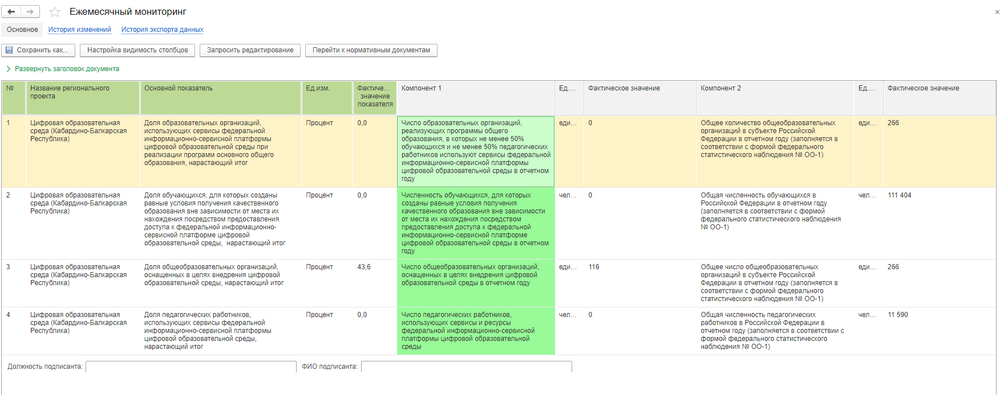 Ежемесячный мониторинг
Основное История изменений История экспорта данных
Сохранить как... Настройка видимость столбцов Запросить редактирование Перейти к нормативным документам
Развернуть заголовок документа
№
Название регионального
проекта
Основной показатель
Ед.изм.
Фактиче...
значение
показателя
Компонент 1
Ед....
Фактическое значение
Компонент 2
Ед....
Фактическое значение
1
Цифровая образовательная
среда (Кабардино-Балкарская
Республика)
Доля образовательных организаций,
использующих сервисы федеральной
информационно-сервисной платформы
цифровой образовательной среды при
реализации программ основного общего
образования, нарастающий итог
Процент
0,0
Число образовательных организаций,
реализующих программы общего
образования, в которых не менее 50%
обучающихся и не менее 50% педагогических
работников используют сервисы федеральной
информационно-сервисной платформы
цифровой образовательной среды в отчетном
году
еди...
0
Общее количество общеобразовательных
организаций в субъекте Российской
Федерации в отчетном году (заполняется в
соответствии с формой федерального
статистического наблюдения № ОО-1)
еди...
266
2
Цифровая образовательная
среда (Кабардино-Балкарская
Республика)
Доля обучающихся, для которых созданы
равные условия получения качественного
образования вне зависимости от места их
нахождения посредством предоставления
доступа к федеральной информационно-
сервисной платформе цифровой
образовательной среды,  нарастающий итог
Процент
0,0
Численность обучающихся, для которых
созданы равные условия получения
качественного образования вне зависимости
от места их нахождения посредством
предоставления доступа к федеральной
информационно-сервисной платформе
цифровой образовательной среды в отчетном
году
чел...
0
Общая численность обучающихся в
Российской Федерации в отчетном году
(заполняется в соответствии с формой
федерального статистического наблюдения
№ ОО-1)
чел...
111 404
3
Цифровая образовательная
среда (Кабардино-Балкарская
Республика)
Доля общеобразовательных организаций,
оснащенных в целях внедрения цифровой
образовательной среды, нарастающий итог
Процент
43,6
Число общеобразовательных организаций,
оснащенных в целях внедрения цифровой
образовательной среды в отчетном году
еди...
116
Общее число общеобразовательных
организаций в субъекте Российской
Федерации в отчетном году (заполняется в
соответствии с формой федерального
статистического наблюдения № ОО-1)
еди...
266
4
Цифровая образовательная
среда (Кабардино-Балкарская
Республика)
Доля педагогических работников,
использующих сервисы федеральной
информационно-сервисной платформы
цифровой образовательной среды,
нарастающий итог
Процент
0,0
Число педагогических работников,
использующих сервисы и ресурсы
федеральной информационно-сервисной
платформы цифровой образовательной
среды
чел...
0
Общая численность педагогических
работников в Российской Федерации в
отчетном году (заполняется в соответствии с
формой федерального статистического
наблюдения № ОО-1)
чел...
11 590
Должность подписанта: ФИО подписанта: